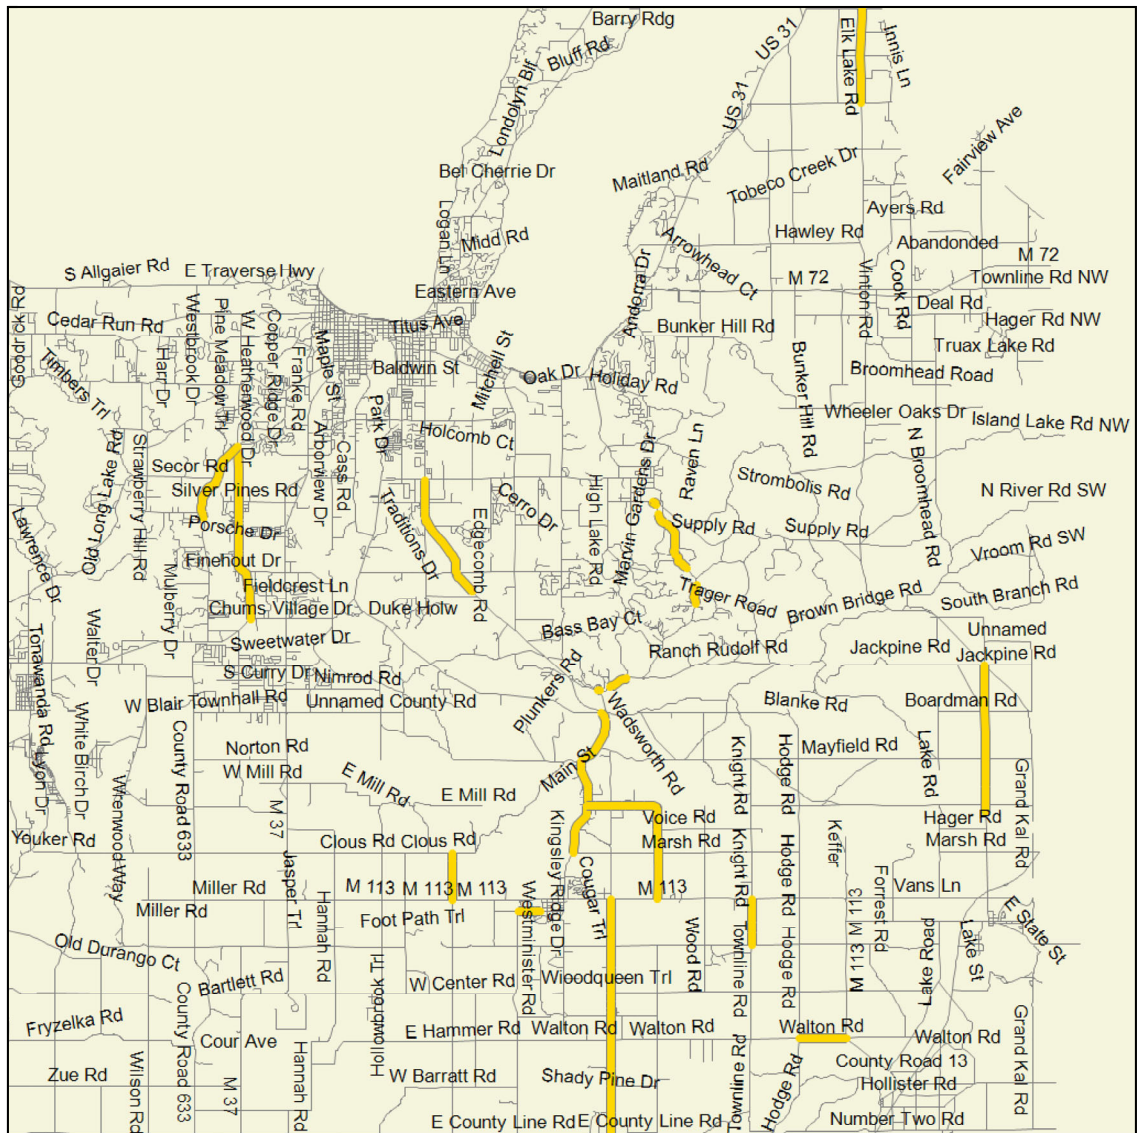 Barry Rdg
Bluff Rd
US 31
Elk Lake Rd
Innis Ln
Londolyn Blf
US 31
Fairview Ave
Bel Cherrie Dr
Maitland Rd
Tobeco Creek Dr
Logan Ln
Ayers Rd
Midd Rd
Arrowhead Ct
Hawley Rd
Abandonded
M 72
S Allgaier Rd
E Traverse Hwy
M 72
Townline Rd NW
Goodrick Rd
Eastern Ave
Andorra Dr
Vinton Rd
Cook Rd
Deal Rd
Cedar Run Rd
Westbrook Dr
Pine Meadow Trl
W Heatherwood Dr
Copper Ridge Dr
Titus Ave
Bunker Hill Rd
Hager Rd NW
Timbers Trl
Harr Dr
Franke Rd
Maple St
Baldwin St
Mitchell St
Oak Dr
Holiday Rd
Bunker Hill Rd
Truax Lake Rd
Broomhead Road
Park Dr
Wheeler Oaks Dr
Island Lake Rd NW
Old Long Lake Rd
Strawberry Hill Rd
Secor Rd
Arborview Dr
Cass Rd
Holcomb Ct
Marvin Gardens Dr
Raven Ln
N Broomhead Rd
Silver Pines Rd
Traditions Dr
Cerro Dr
High Lake Rd
Strombolis Rd
N River Rd SW
Lawrence Dr
Porsche Dr
Edgecomb Rd
Supply Rd
Supply Rd
Vroom Rd SW
Finehout Dr
Mulberry Dr
Fieldcrest Ln
Trager Road
Brown Bridge Rd
South Branch Rd
Walter Dr
Chums Village Dr
Duke Holw
Bass Bay Ct
Unnamed
Tonawanda Rd
Sweetwater Dr
Ranch Rudolf Rd
Jackpine Rd
Jackpine Rd
S Curry Dr
Nimrod Rd
Plunkers Rd
W Blair Townhall Rd
Unnamed County Rd
Wadsworth Rd
Blanke Rd
Boardman Rd
White Birch Dr
County Road 633
Norton Rd
Knight Rd
Hodge Rd
Mayfield Rd
Lake Rd
Lyon Dr
W Mill Rd
E Mill Rd
E Mill Rd
Main St
Grand Kal Rd
Wrenwood Way
M 37
Kingsley Ridge Dr
Voice Rd
Hager Rd
Youker Rd
Clous Rd
Clous Rd
Marsh Rd
Knight Rd
Hodge Rd
Keffer
Marsh Rd
Jasper Trl
Cougar Trl
Miller Rd
Hannah Rd
M 113
M 113
M 113
Westminister Rd
M 113
M 113
M 113
Forrest Rd
Vans Ln
Miller Rd
Foot Path Trl
Wood Rd
Townline Rd
Hodge Rd
Laker Road
Lake St
E State St
Old Durango Ct
Bartlett Rd
Hollowbrook Trl
W Center Rd
Woodqueen Trl
Fryzelka Rd
County Road 633
Cour Ave
E Hammer Rd
Walton Rd
Walton Rd
Walton Rd
Walton Rd
Grand Kal Rd
Zue Rd
Wilson Rd
M 37
Hannah Rd
W Barratt Rd
Shady Pine Dr
Townline Rd
Hodge Rd
County Road 13
Hollister Rd
E County Line Rd
E County Line Rd
Number Two Rd